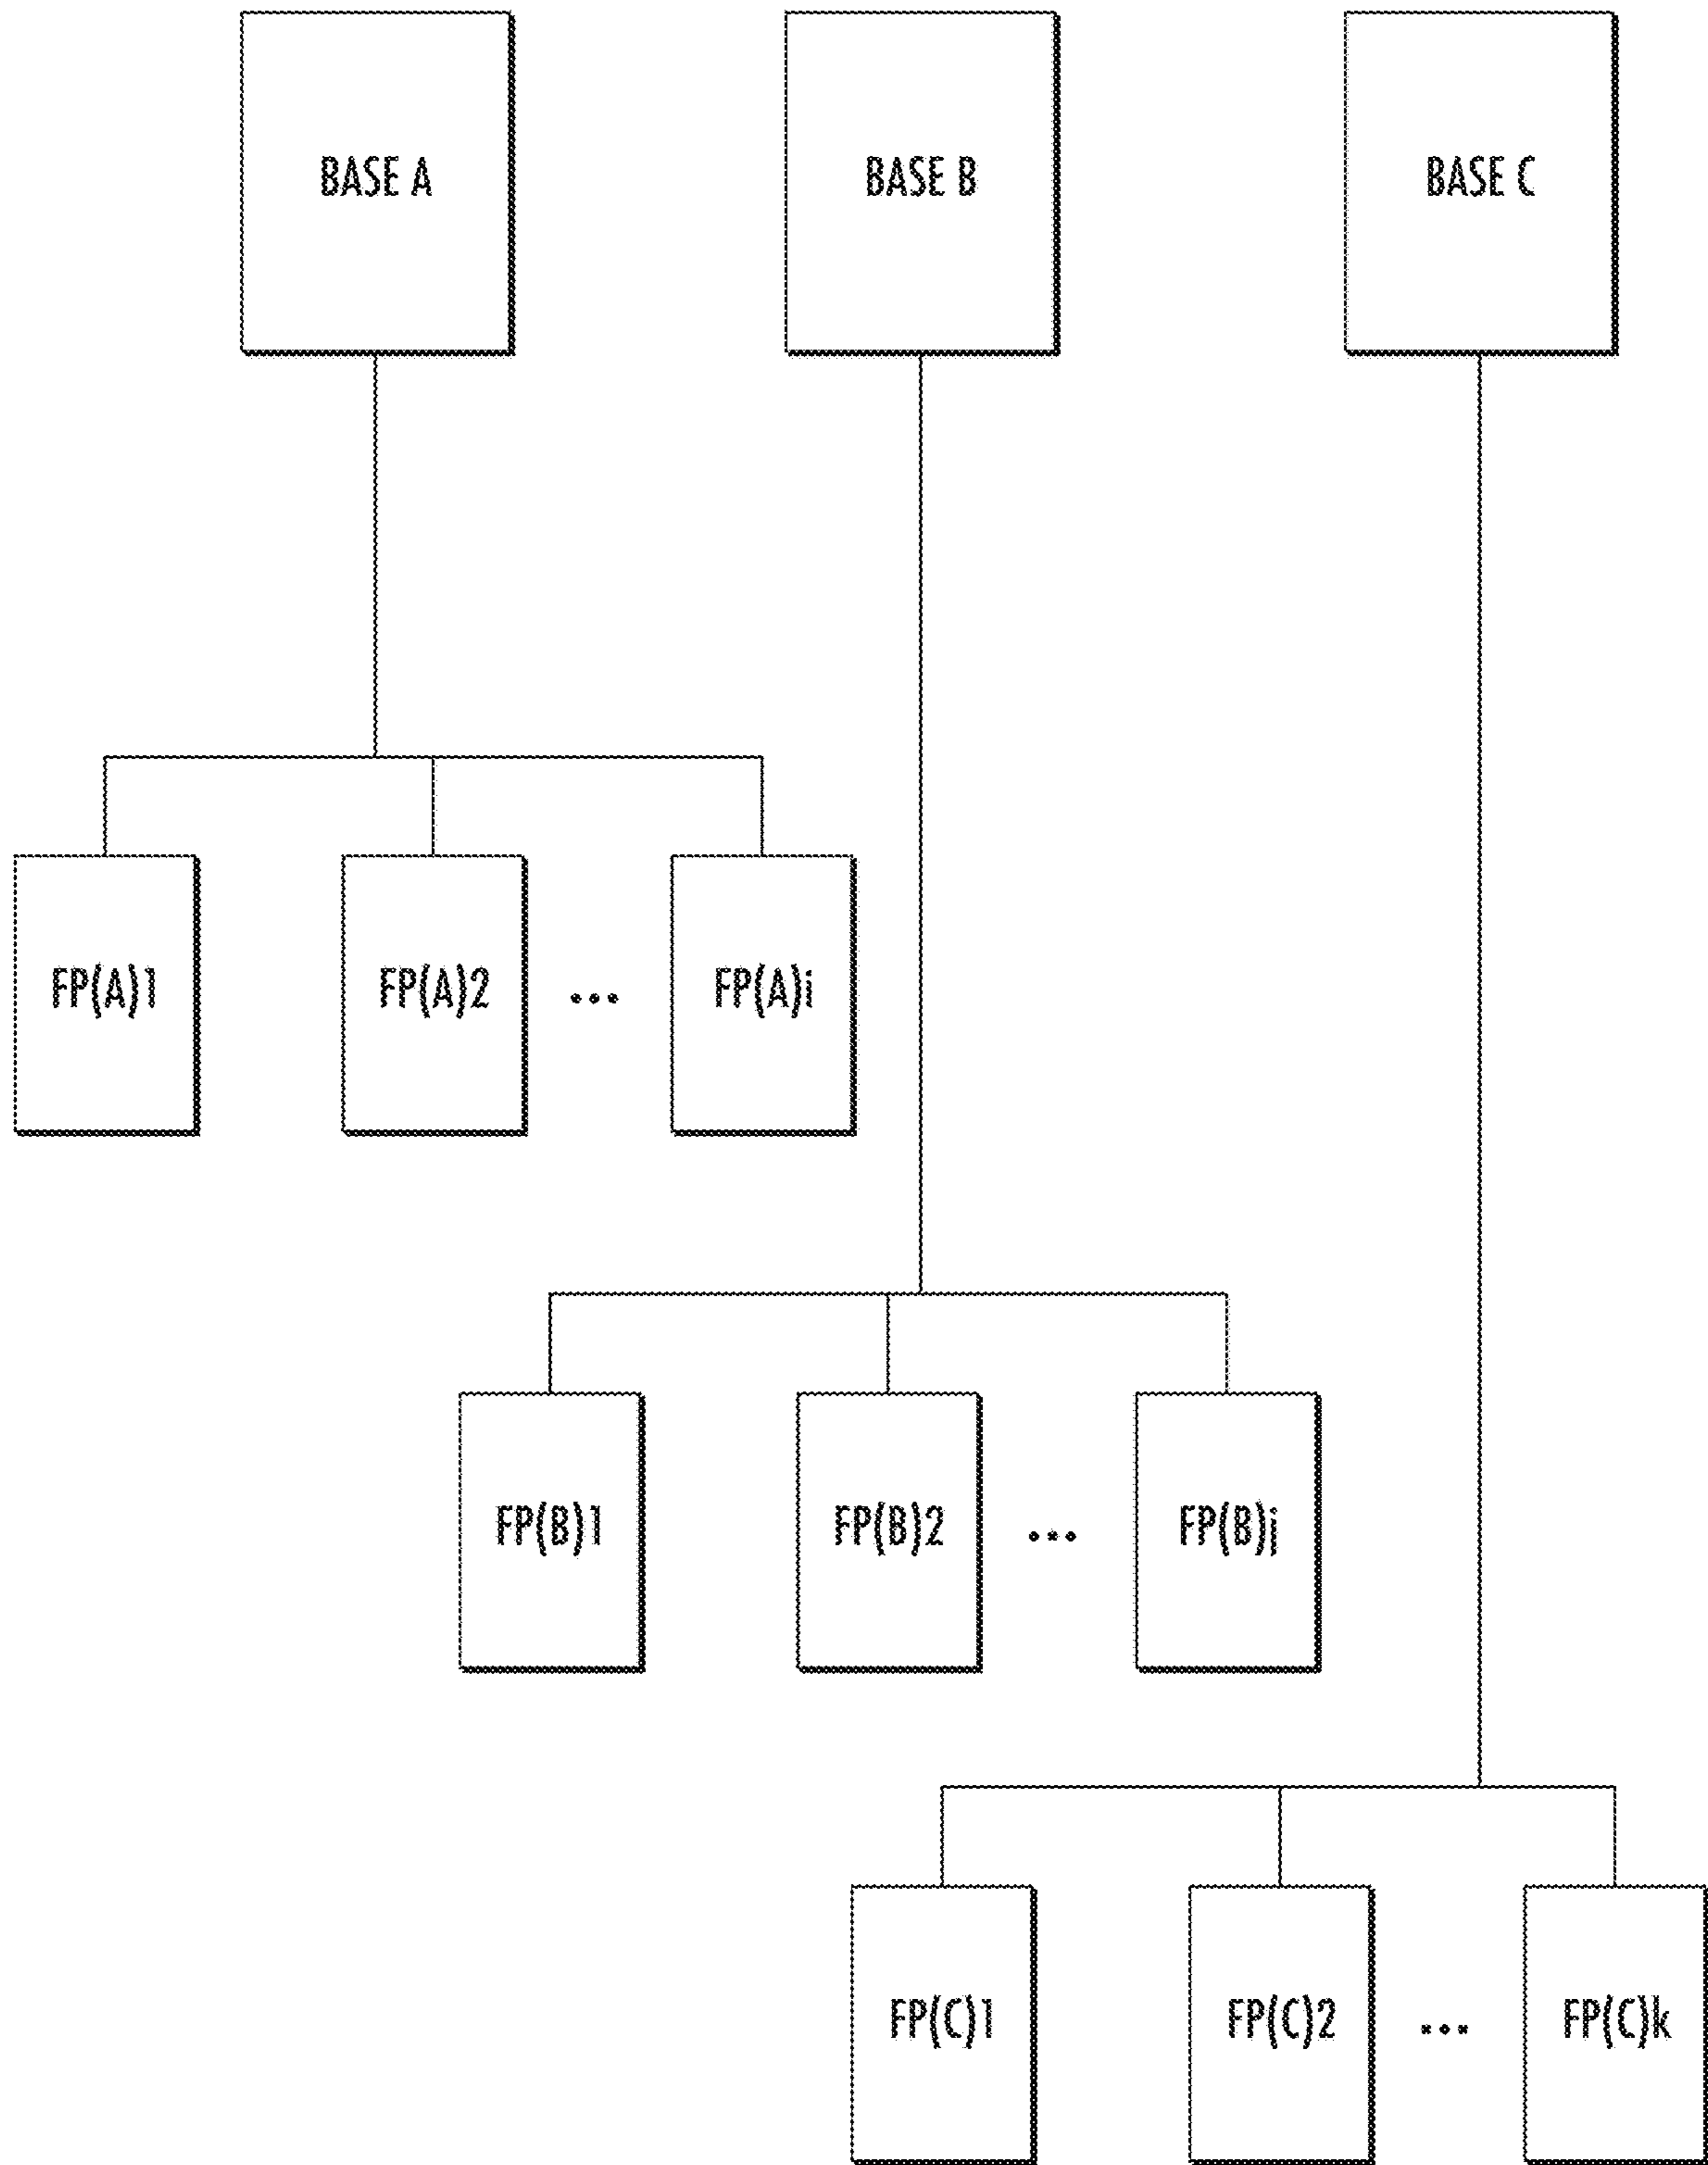 BASE A BASE B BASE C
FP(A)1 FP(A)2 ... FP(A)i
FP(B)1 FP(B)2 ... FP(B)j
FP(C)1 FP(C)2 ... FP(C)k